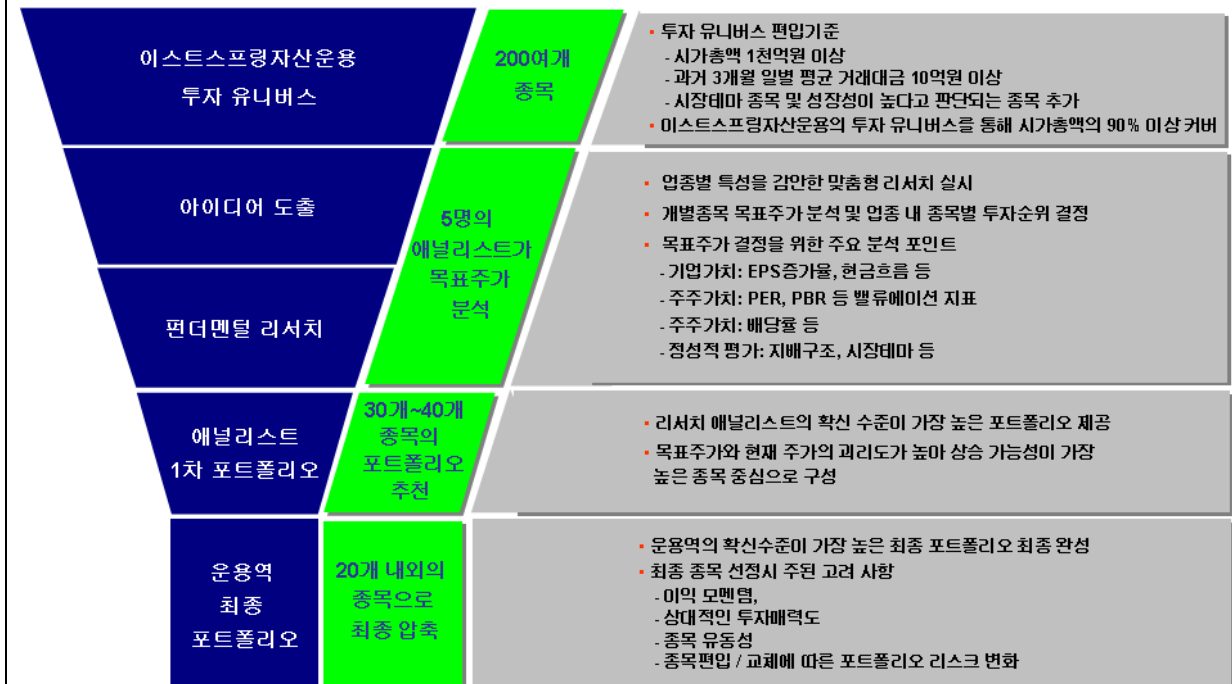 이스트스프링자산운용
투자 유니버스
200여개
종목
▪ 투자 유니버스 편입기준
- 시가총액 1천억원 이상
- 과거 3개월 일별 평균 거래대금 10억원 이상
- 시장테마 종목 및 성장성이 높다고 판단되는 종목 추가
▪ 이스트스프링자산운용의 투자 유니버스를 통해 시가총액의 90% 이상 커버
아이디어 도출
펀더멘털 리서치
5명의
애널리스트가
목표주가
분석
▪ 업종별 특성을 감안한 맞춤형 리서치 실시
▪ 개별종목 목표주가 분석 및 업종 내 종목별 투자순위 결정
▪ 목표주가 결정을 위한 주요 분석 포인트
- 기업가치: EPS증가율, 현금흐름 등
- 주주가치: PER, PBR 등 밸류에이션 지표
- 주주가치: 배당률 등
- 정성적 평가: 지배구조, 시장테마 등
애널리스트
1차 포트폴리오
30개~40개
종목의
포트폴리오
추천
▪ 리서치 애널리스트의 확신 수준이 가장 높은 포트폴리오 제공
▪ 목표주가와 현재 주가의 괴리도가 높아 상승 가능성이 가장
높은 종목 중심으로 구성
운용역
최종
포트폴리오
20개 내외의
종목으로
최종 압축
▪ 운용역의 확신수준이 가장 높은 최종 포트폴리오 최종 완성
▪ 최종 종목 선정시 주된 고려 사항
- 이익 모멘텀,
- 상대적인 투자매력도
- 종목 유동성
- 종목편입 / 교체에 따른 포트폴리오 리스크 변화